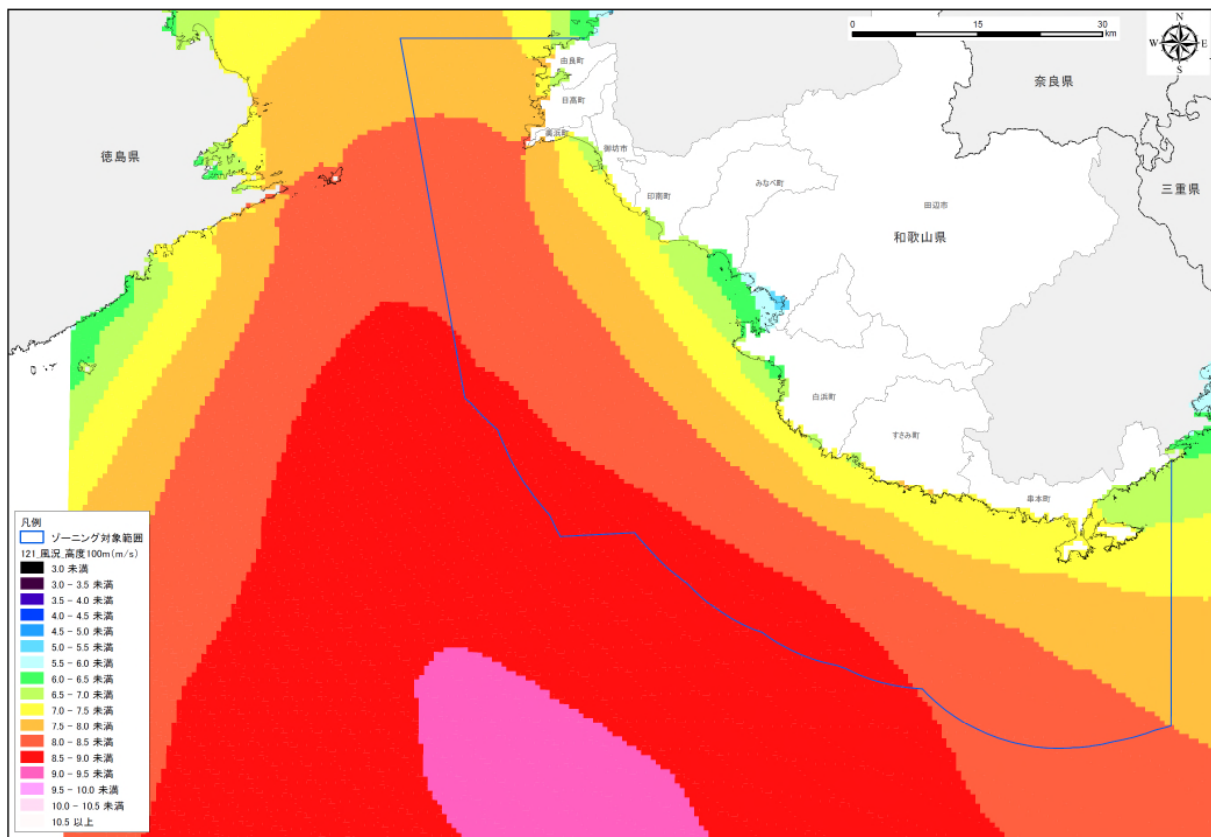 0 15 30
km
N
W E
S
奈良県
由良町
日高町
美浜町
御坊市
徳島県
みなべ町
印南町
三重県
田辺市
和歌山県
白浜町
すさみ町
串本町
凡例
ゾーニング対象範囲
121_風況_高度100m(m/s)
3.0 未満
3.0 - 3.5 未満
3.5 - 4.0 未満
4.0 - 4.5 未満
4.5 - 5.0 未満
5.0 - 5.5 未満
5.5 - 6.0 未満
6.0 - 6.5 未満
6.5 - 7.0 未満
7.0 - 7.5 未満
7.5 - 8.0 未満
8.0 - 8.5 未満
8.5 - 9.0 未満
9.0 - 9.5 未満
9.5 - 10.0 未満
10.0 - 10.5 未満
10.5 以上